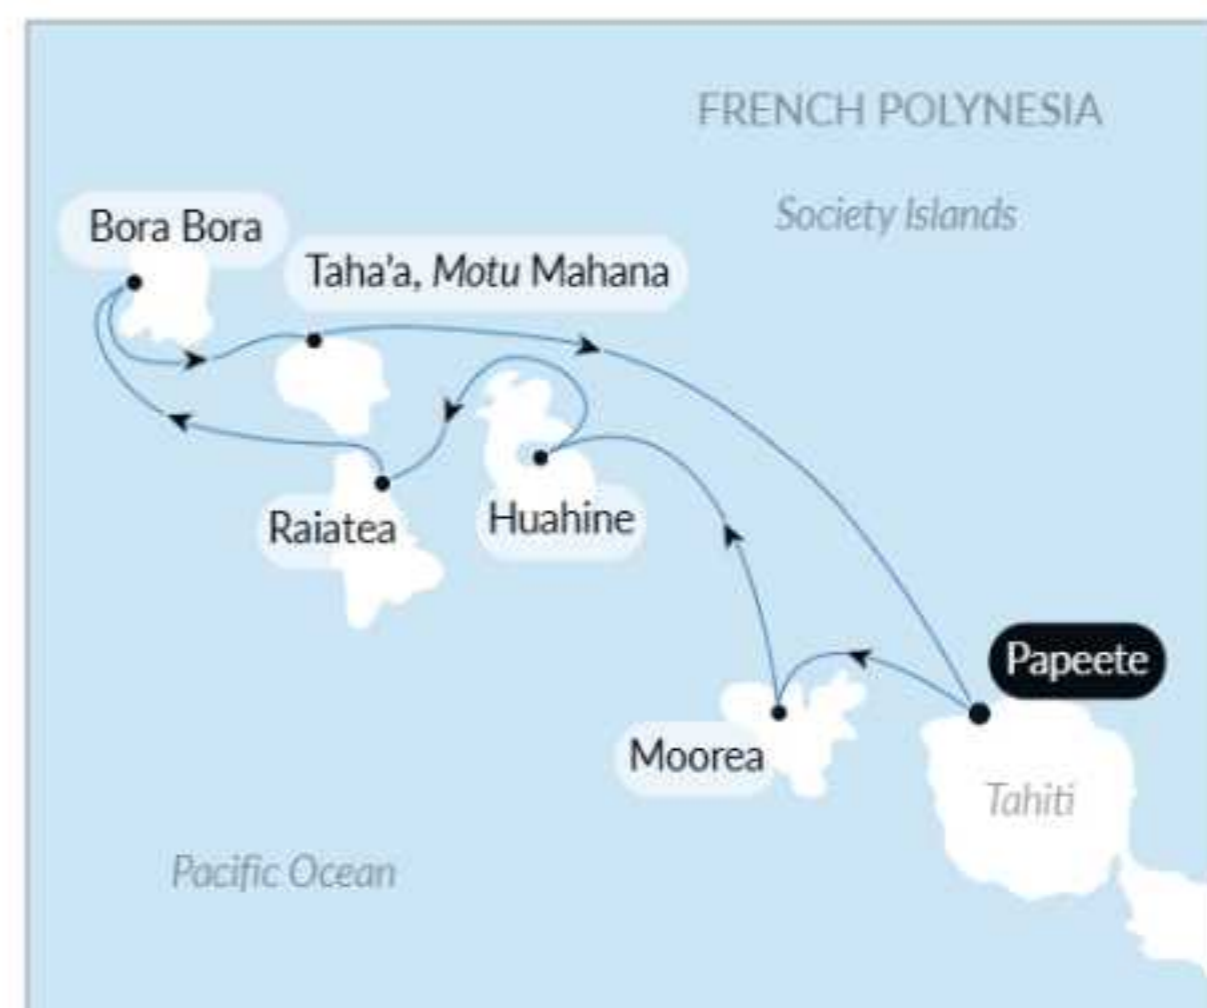 FRENCH POLYNESIA
Society Islands
Bora Bora
Taha'a, Motu Mahana
Raiatea
Huahine
Papeete
Moorea
Tahiti
Pacific Ocean